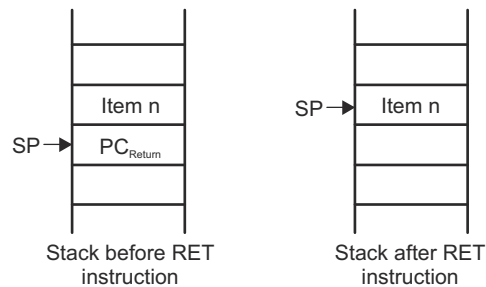 Item n
SP
PCReturn
Stack before RET
instruction
SP
Item n
Stack after RET
instruction